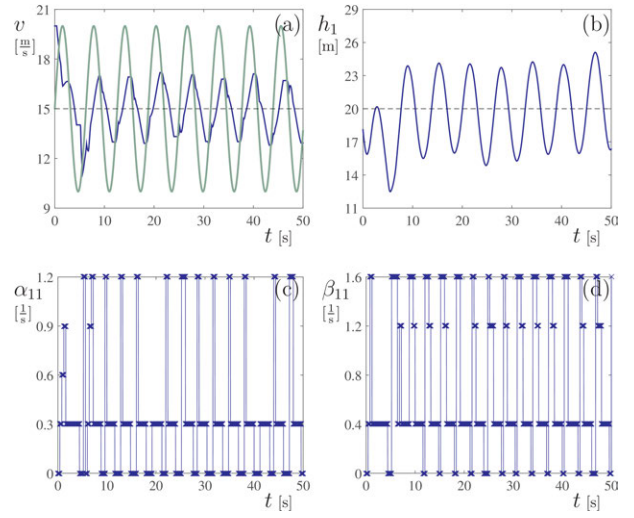 v
[m/s]
(a)
21
18
15
12
9
0 10 20 30 40 50
t [s]
h₁
[m]
(b)
29
26
23
20
17
14
11
0 10 20 30 40 50
t [s]
α₁₁
[1/s]
(c)
1.2
0.9
0.6
0.3
0
0 10 20 30 40 50
t [s]
β₁₁
[1/s]
(d)
1.6
1.2
0.8
0.4
0
0 10 20 30 40 50
t [s]